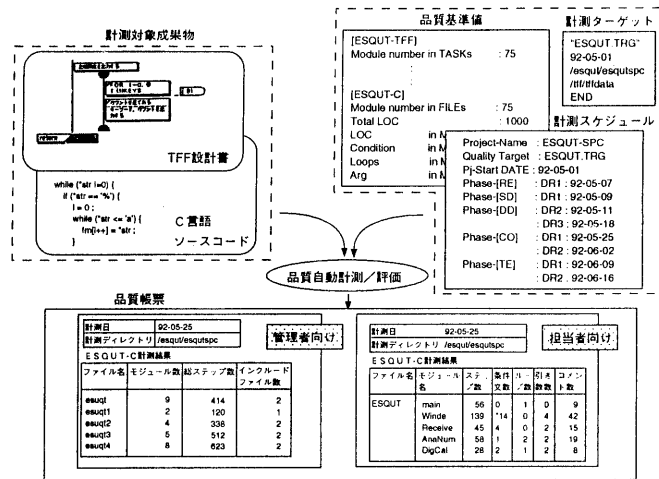 計測対象成果物
FOR i=0, 0
TFF設計書
while (*str !=0) {
if (*str == '%') {
i = 0 ;
while (*str <= 'a') {
fm[i++] = *str ;
}
C言語
ソースコード
品質基準値
[ESQUT-TFF]
Module number in TASKs : 75
[ESQUT-C]
Module number in FILEs : 75
Total LOC : 1000
LOC in M
Condition in M
Loops in M
Arg in M
計測ターゲット
"ESQUT.TRG"
92-05-01
/esqut/esqutspc
/tff/tffdata
END
計測スケジュール
Project-Name : ESQUT-SPC
Quality Target : ESQUT.TRG
Pj-Start DATE : 92-05-01
Phase-[RE] : DR1 : 92-05-07
Phase-[SD] : DR1 : 92-05-09
Phase-[DD] : DR2 : 92-05-11
: DR3 : 92-05-18
Phase-[CO] : DR1 : 92-05-25
: DR2 : 92-06-02
Phase-[TE] : DR1 : 92-06-09
: DR2 : 92-06-16
品質自動計測／評価
品質帳票
計測日 92-05-25
計測ディレクトリ /esqut/esqutspc
管理者向け
ESQUT-C計測結果
ファイル名 モジュール数 総ステップ数 インクルードファイル数
esuqt 9 414 2
esuqt1 2 120 1
esuqt2 4 338 2
esuqt3 5 512 2
esuqt4 8 623 2
計測日 92-05-25
計測ディレクトリ /esqut/esqutspc
担当者向け
ESQUT-C計測結果
ファイル名 モジュール名 ステップ数 条件文数 ループ数 引き数数 コメント数
ESQUT main 56 0 1 0 9
Winde 139 *14 0 4 42
Receive 45 4 0 2 15
AnaNum 58 1 2 2 19
DigCal 28 2 1 2 8